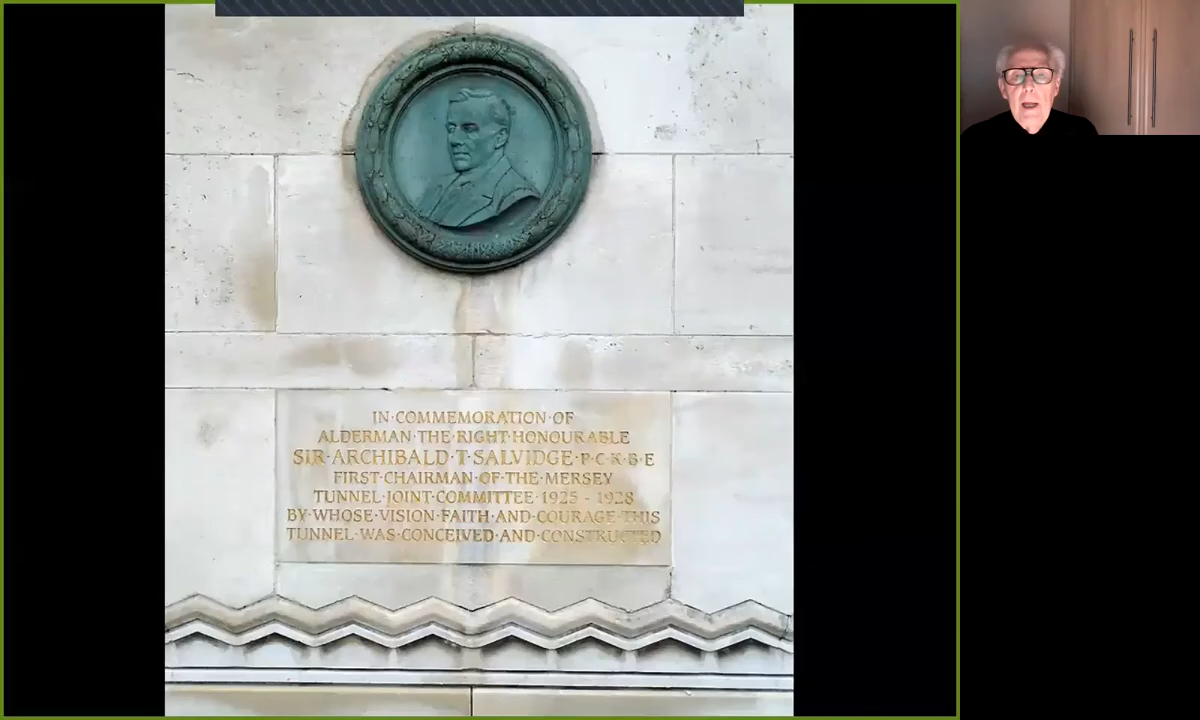 IN·COMMEMORATION·OF
ALDERMAN·THE·RIGHT·HONOURABLE
SIR·ARCHIBALD·T·SALVIDGE·P·C·K·B·E
FIRST·CHAIRMAN·OF·THE·MERSEY
TUNNEL·JOINT·COMMITTEE·1925 - 1928
BY·WHOSE·VISION·FAITH·AND·COURAGE·THIS
TUNNEL·WAS·CONCEIVED·AND·CONSTRUCTED